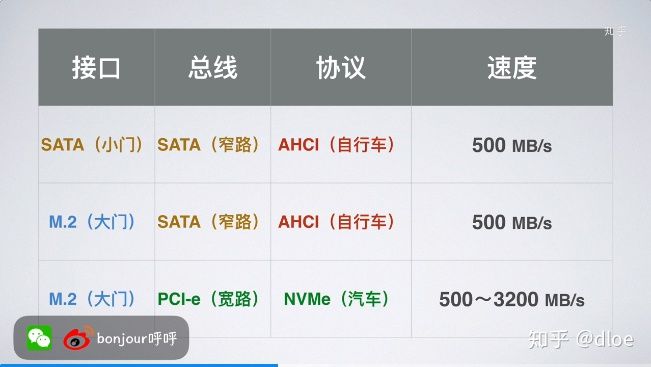 知乎
接口 总线 协议 速度
SATA（小门） SATA（窄路） AHCI（自行车） 500 MB/s
M.2（大门） SATA（窄路） AHCI（自行车） 500 MB/s
M.2（大门） PCI-e（宽路） NVMe（汽车） 500～3200 MB/s
bonjour呼呼
知乎 @dloe